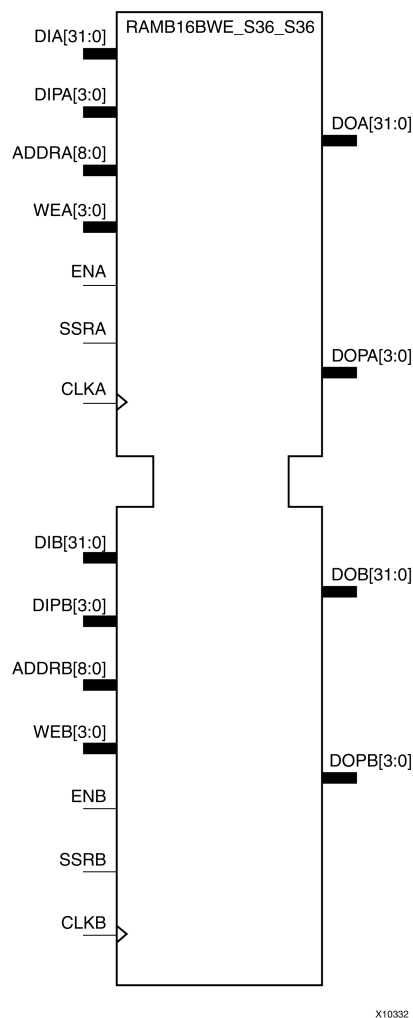 RAMB16BWE_S36_S36
DIA[31:0]
DIPA[3:0]
ADDRA[8:0]
WEA[3:0]
ENA
SSRA
CLKA
DOA[31:0]
DOPA[3:0]
DIB[31:0]
DIPB[3:0]
ADDRB[8:0]
WEB[3:0]
ENB
SSRB
CLKB
DOB[31:0]
DOPB[3:0]
X10332